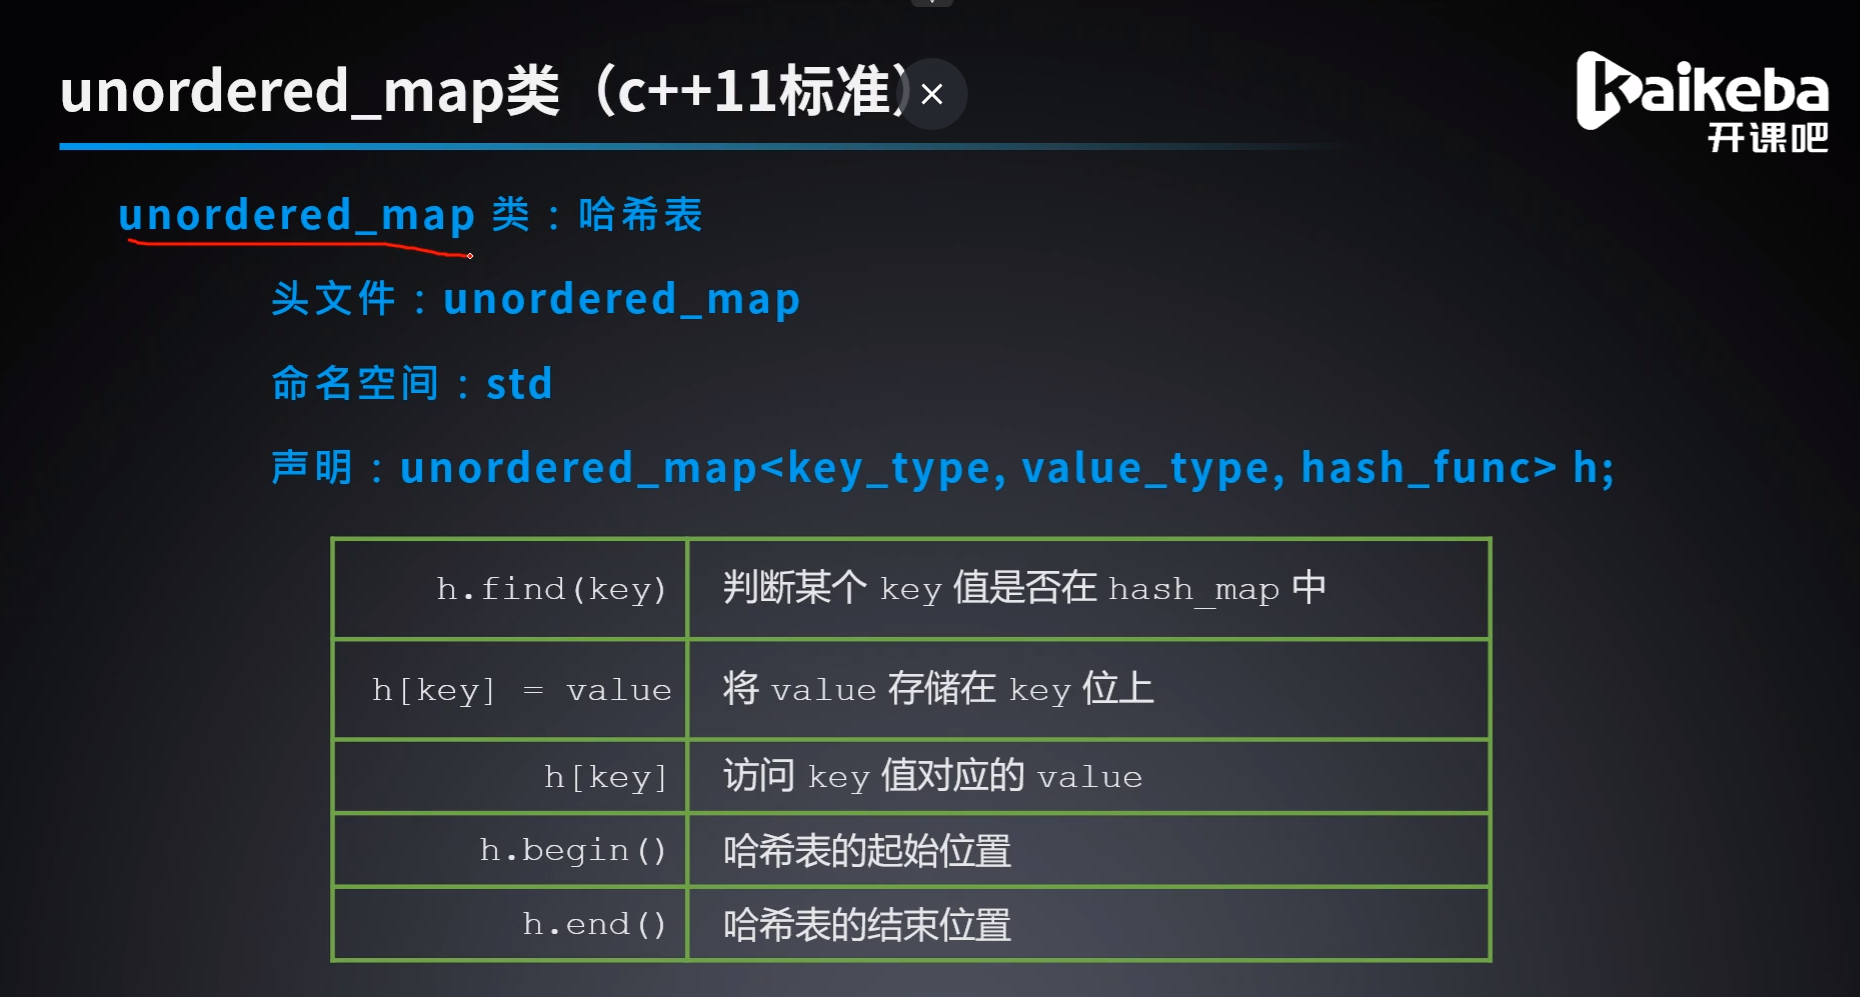 unordered_map类（c++11标准）
Kaikeba
开课吧
unordered_map 类：哈希表
头文件：unordered_map
命名空间：std
声明：unordered_map<key_type, value_type, hash_func> h;
h.find(key) 判断某个 key 值是否在 hash_map 中
h[key] = value 将 value 存储在 key 位上
h[key] 访问 key 值对应的 value
h.begin() 哈希表的起始位置
h.end() 哈希表的结束位置